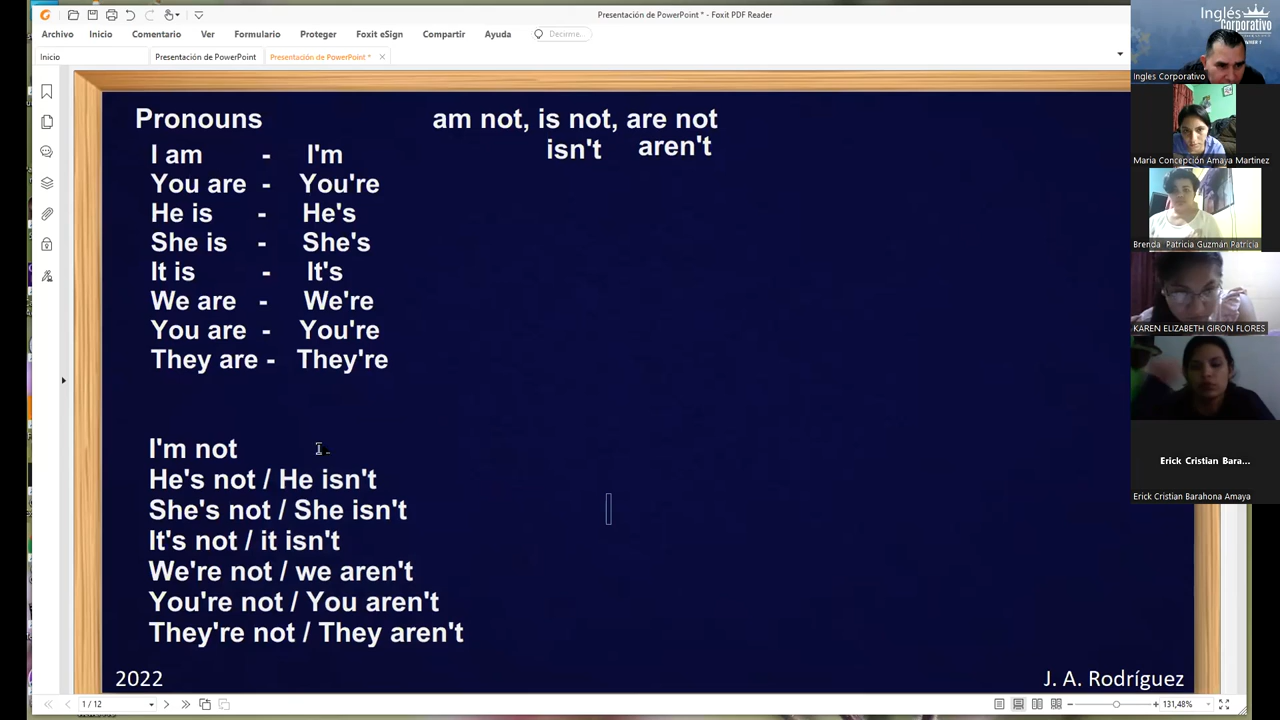 Presentación de PowerPoint * - Foxit PDF Reader
Archivo Inicio Comentario Ver Formulario Proteger Foxit eSign Compartir Ayuda Decirme...
Inicio Presentación de PowerPoint Presentación de PowerPoint *
Pronouns am not, is not, are not
isn't aren't
I am - I'm
You are - You're
He is - He's
She is - She's
It is - It's
We are - We're
You are - You're
They are - They're
I'm not
He's not / He isn't
She's not / She isn't
It's not / it isn't
We're not / we aren't
You're not / You aren't
They're not / They aren't
2022 J. A. Rodríguez
1 / 12 131,48%
Inglés
Corporativo
Ingles Corporativo
Maria Concepción Amaya Martinez
Brenda Patricia Guzmán Patricia
KAREN ELIZABETH GIRON FLORES
Erick Cristian Bara...
Erick Cristian Barahona Amaya